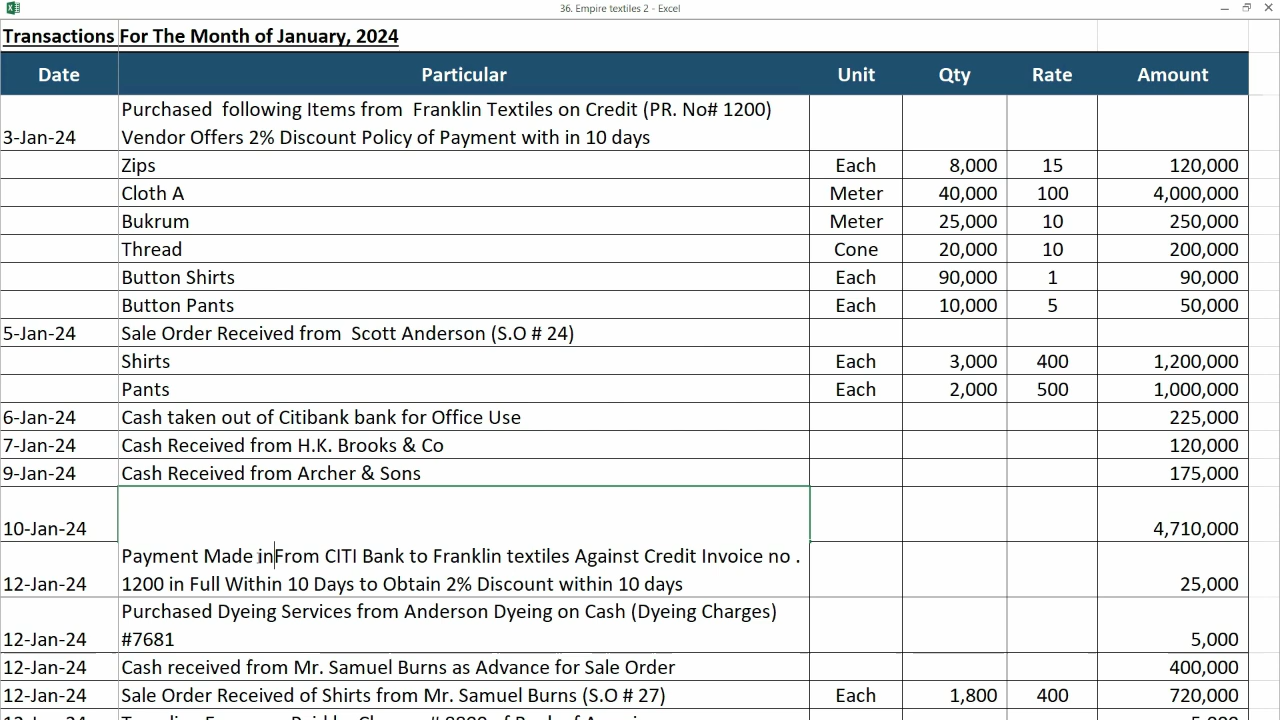 36. Empire textiles 2 - Excel
Transactions For The Month of January, 2024
Date Particular Unit Qty Rate Amount
Purchased following Items from Franklin Textiles on Credit (PR. No# 1200)
3-Jan-24 Vendor Offers 2% Discount Policy of Payment with in 10 days
Zips Each 8,000 15 120,000
Cloth A Meter 40,000 100 4,000,000
Bukrum Meter 25,000 10 250,000
Thread Cone 20,000 10 200,000
Button Shirts Each 90,000 1 90,000
Button Pants Each 10,000 5 50,000
5-Jan-24 Sale Order Received from Scott Anderson (S.O # 24)
Shirts Each 3,000 400 1,200,000
Pants Each 2,000 500 1,000,000
6-Jan-24 Cash taken out of Citibank bank for Office Use 225,000
7-Jan-24 Cash Received from H.K. Brooks & Co 120,000
9-Jan-24 Cash Received from Archer & Sons 175,000
10-Jan-24 4,710,000
Payment Made inFrom CITI Bank to Franklin textiles Against Credit Invoice no .
12-Jan-24 1200 in Full Within 10 Days to Obtain 2% Discount within 10 days 25,000
Purchased Dyeing Services from Anderson Dyeing on Cash (Dyeing Charges)
12-Jan-24 #7681 5,000
12-Jan-24 Cash received from Mr. Samuel Burns as Advance for Sale Order 400,000
12-Jan-24 Sale Order Received of Shirts from Mr. Samuel Burns (S.O # 27) Each 1,800 400 720,000